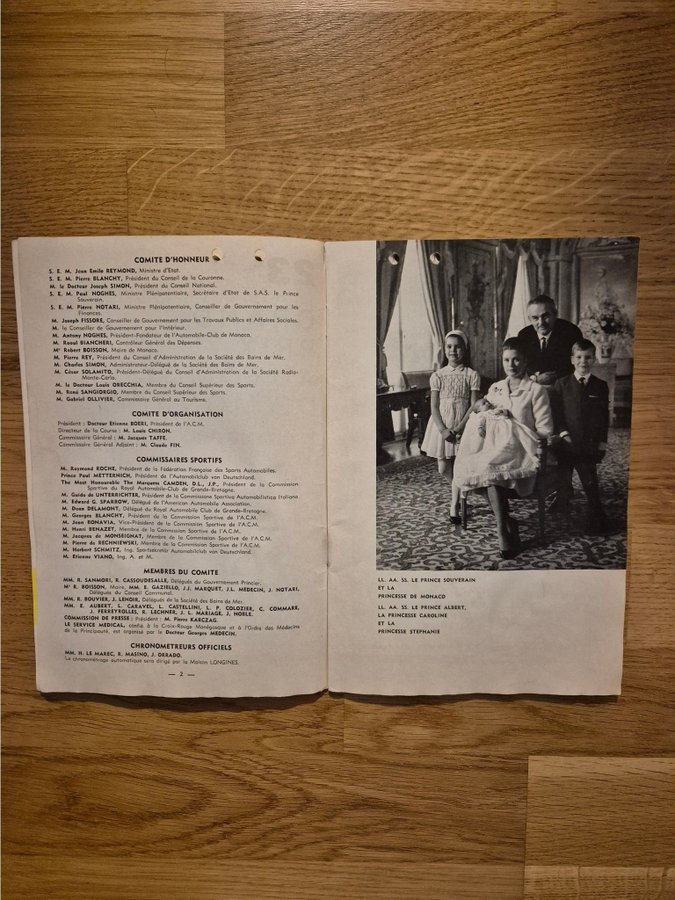 COMITE D'HONNEUR
S. E. M. Jean Emile REYMOND, Ministre d'Etat.
S. E. M. Pierre BLANCHY, Président du Conseil de la Couronne.
M. le Docteur Joseph SIMON, Président du Conseil National.
S. E. M. Paul NOGHES, Ministre Plénipotentiaire, Secrétaire d'Etat de S.A.S. le Prince
Souverain.
S. E. M. Pierre NOTARI, Ministre Plénipotentiaire, Conseiller de Gouvernement pour les
Finances.
M. Joseph FISSORE, Conseiller de Gouvernement pour les Travaux Publics et Affaires Sociales.
M. le Conseiller de Gouvernement pour l'Intérieur.
M. Antony NOGHES, Président-Fondateur de l'Automobile-Club de Monaco.
M. Raoul BIANCHERI, Contrôleur Général des Dépenses.
Mᵉ Robert BOISSON, Maire de Monaco.
M. Pierre REY, Président du Conseil d'Administration de la Société des Bains de Mer.
M. Charles SIMON, Administrateur-Délégué de la Société des Bains de Mer.
M. César SOLAMITO, Président-Délégué du Conseil d'Administration de la Société Radio-
Monte-Carlo.
M. le Docteur Louis ORECCHIA, Membre du Conseil Supérieur des Sports.
M. René SANGIORGIO, Membre du Conseil Supérieur des Sports.
M. Gabriel OLLIVIER, Commissaire Général au Tourisme.
COMITE D'ORGANISATION
Président : Docteur Etienne BOERI, Président de l'A.C.M.
Directeur de la Course : M. Louis CHIRON.
Commissaire Général : M. Jacques TAFFE.
Commissaire Général Adjoint : M. Claude FIN.
COMMISSAIRES SPORTIFS
M. Raymond ROCHE, Président de la Fédération Française des Sports Automobiles.
Prince Paul METTERNICH, Président de l'Automobilclub van Deutschland.
The Most Honourable The Marquess CAMDEN, D.L., J.P., Président de la Commission
Sportive du Royal Automobile-Club de Grande-Bretagne.
M. Guido de UNTERRICHTER, Président de la Commissione Sportiva Automobilistica Italiana
M. Edward G. SPARROW, Délégué de l'American Automobile Association.
M. Dean DELAMONT, Délégué du Royal Automobile Club de Grande-Bretagne.
M. Georges BLANCHY, Président de la Commission Sportive de l'A.C.M.
M. Jean BONAVIA, Vice-Président de la Commission Sportive de l'A.C.M.
M. Henri BENAZET, Membre de la Commission Sportive de l'A.C.M.
M. Jacques de MONSEIGNAT, Membre de la Commission Sportive de l'A.C.M.
M. Pierre de RECHNIEWSKI, Membre de la Commission Sportive de l'A.C.M.
M. Herbert SCHMITZ, Ing. Sportsekretär Automobilclub von Deutschland.
M. Etienne VIANO, Ing. A. et M.
MEMBRES DU COMITE
MM. R. SANMORI, R. CASSOUDESALLE, Délégués du Gouvernement Princier.
Mᵉ R. BOISSON, Maire, MM. E. GAZIELLO, J.J. MARQUET, J.L. MEDECIN, J. NOTARI,
Délégués du Conseil Communal.
MM. R. BOUVIER, J. LENOIR, Délégués de la Société des Bains de Mer.
MM. E. AUBERT, L. CARAVEL, L. CASTELLINI, L. P. COLOZIER, C. COMMARE,
J. FERREYROLLES, R. LECHNER, J. L. MARIAGE, J. NOELE.
COMMISSION DE PRESSE : Président : M. Pierre KARCZAG.
LE SERVICE MEDICAL, confié à la Croix-Rouge Monégasque et à l'Ordre des Médecins
de la Principauté, est organisé par le Docteur Georges MEDECIN.
CHRONOMETREURS OFFICIELS
MM. H. LE MAREC, R. MASINO, J. ORRADO.
Le chronométrage automatique sera dirigé par la Maison LONGINES.
— 2 —
LL. AA. SS. LE PRINCE SOUVERAIN
ET LA
PRINCESSE DE MONACO
LL. AA. SS. LE PRINCE ALBERT,
LA PRINCESSE CAROLINE
ET LA
PRINCESSE STEPHANIE